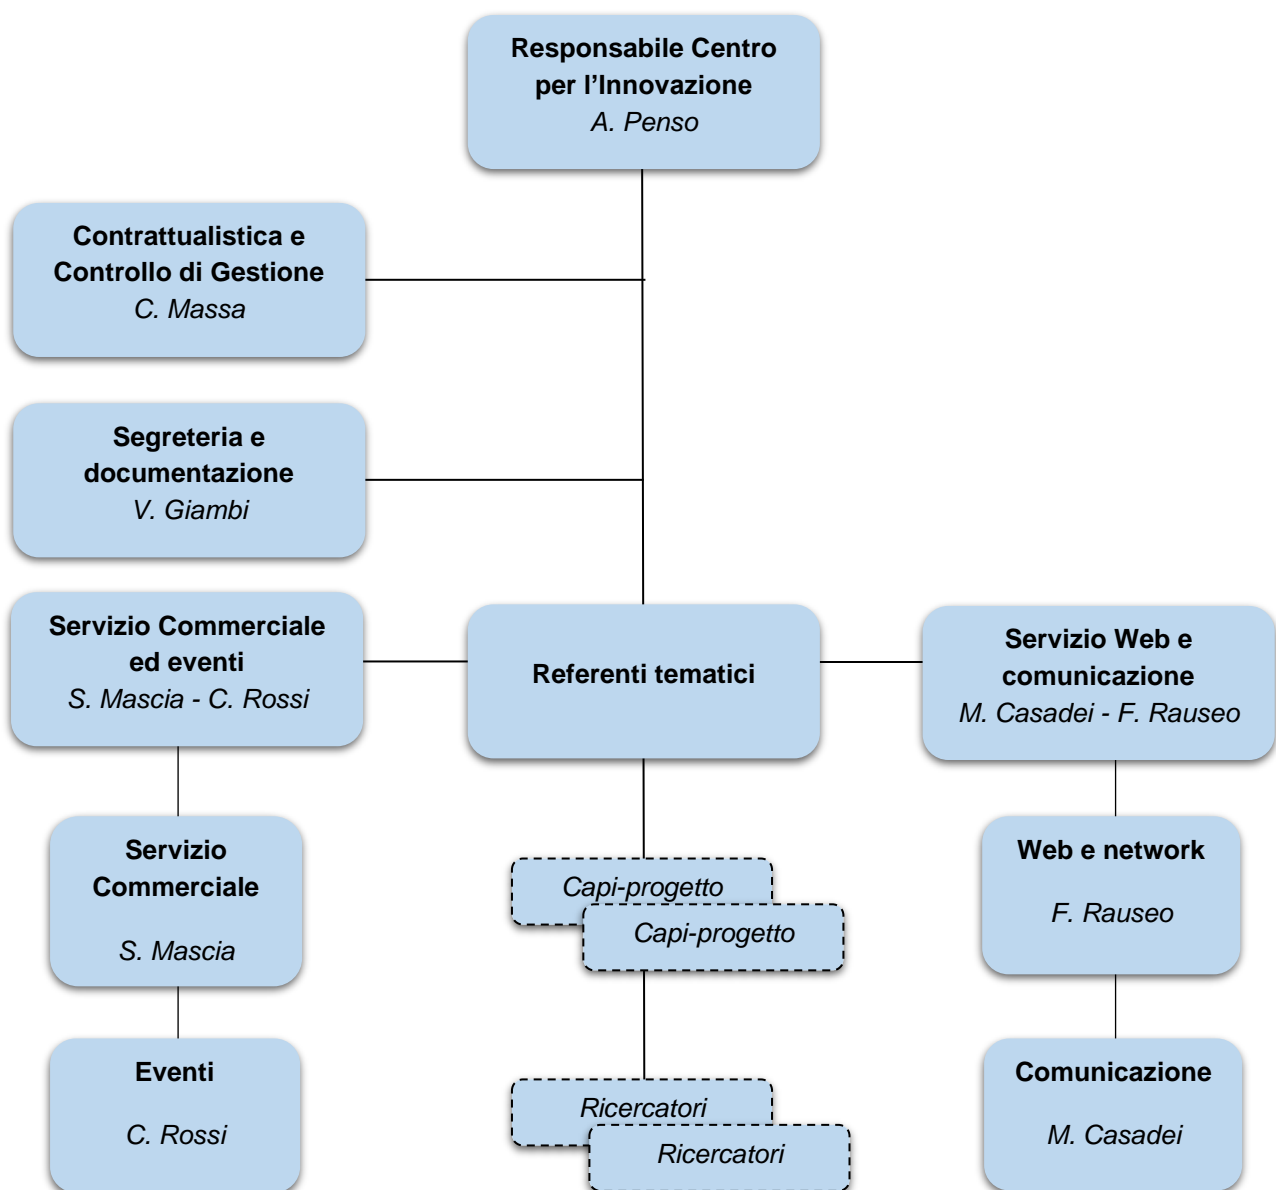 Responsabile Centro
per l’Innovazione
A. Penso
Contrattualistica e
Controllo di Gestione
C. Massa
Segreteria e
documentazione
V. Giambi
Servizio Commerciale
ed eventi
S. Mascia - C. Rossi
Referenti tematici
Servizio Web e
comunicazione
M. Casadei - F. Rauseo
Servizio
Commerciale
S. Mascia
Capi-progetto
Capi-progetto
Web e network
F. Rauseo
Eventi
C. Rossi
Ricercatori
Ricercatori
Comunicazione
M. Casadei